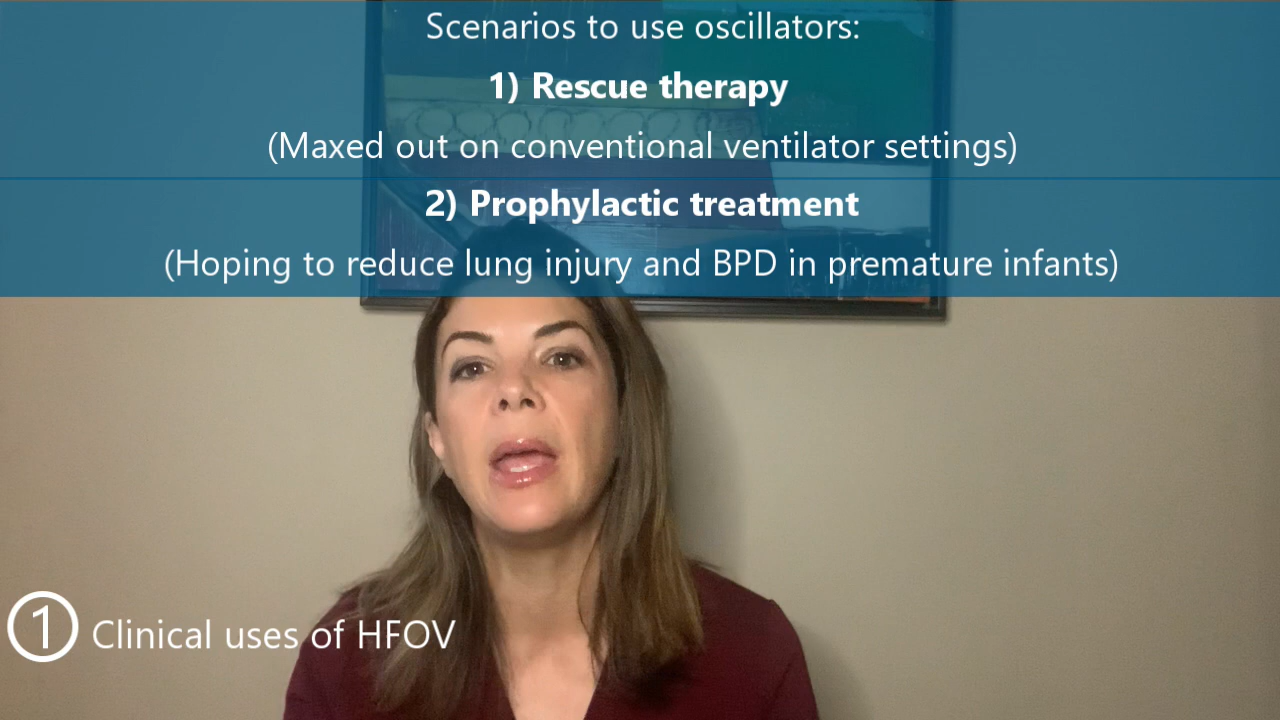 Scenarios to use oscillators:
1) Rescue therapy
(Maxed out on conventional ventilator settings)
2) Prophylactic treatment
(Hoping to reduce lung injury and BPD in premature infants)
1 Clinical uses of HFOV